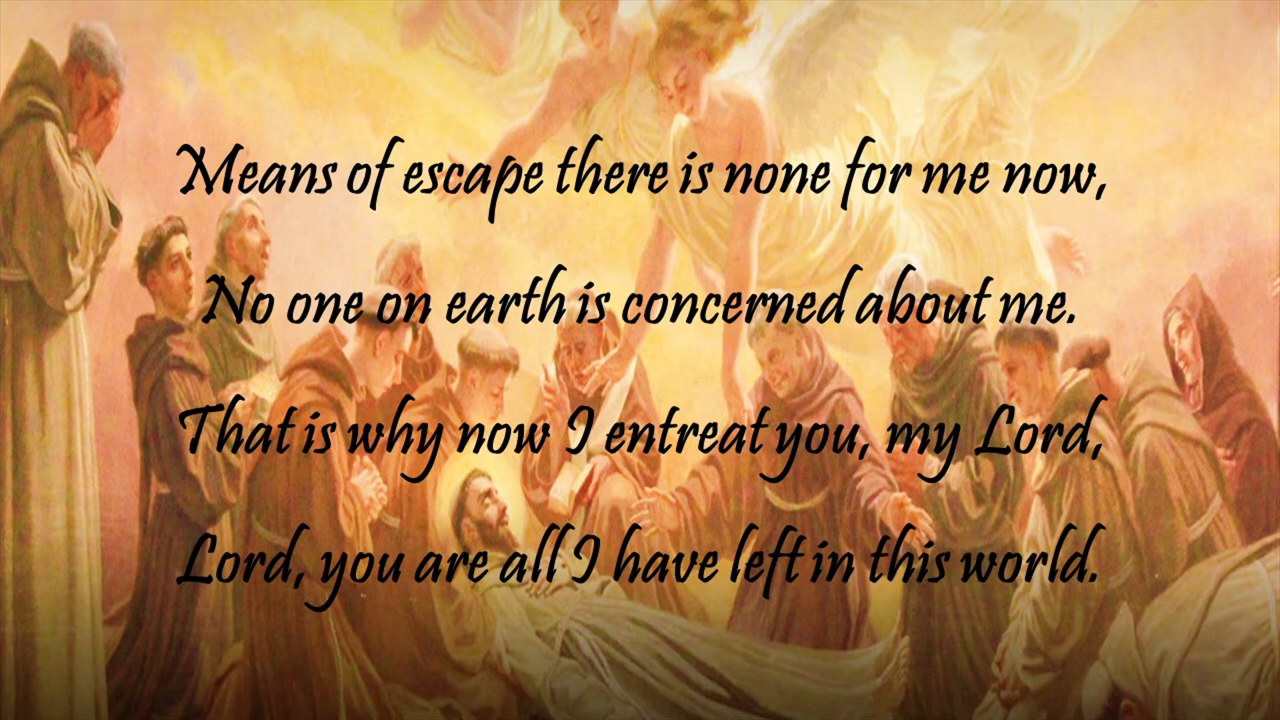 Means of escape there is none for me now,
No one on earth is concerned about me.
That is why now I entreat you, my Lord,
Lord, you are all I have left in this world.